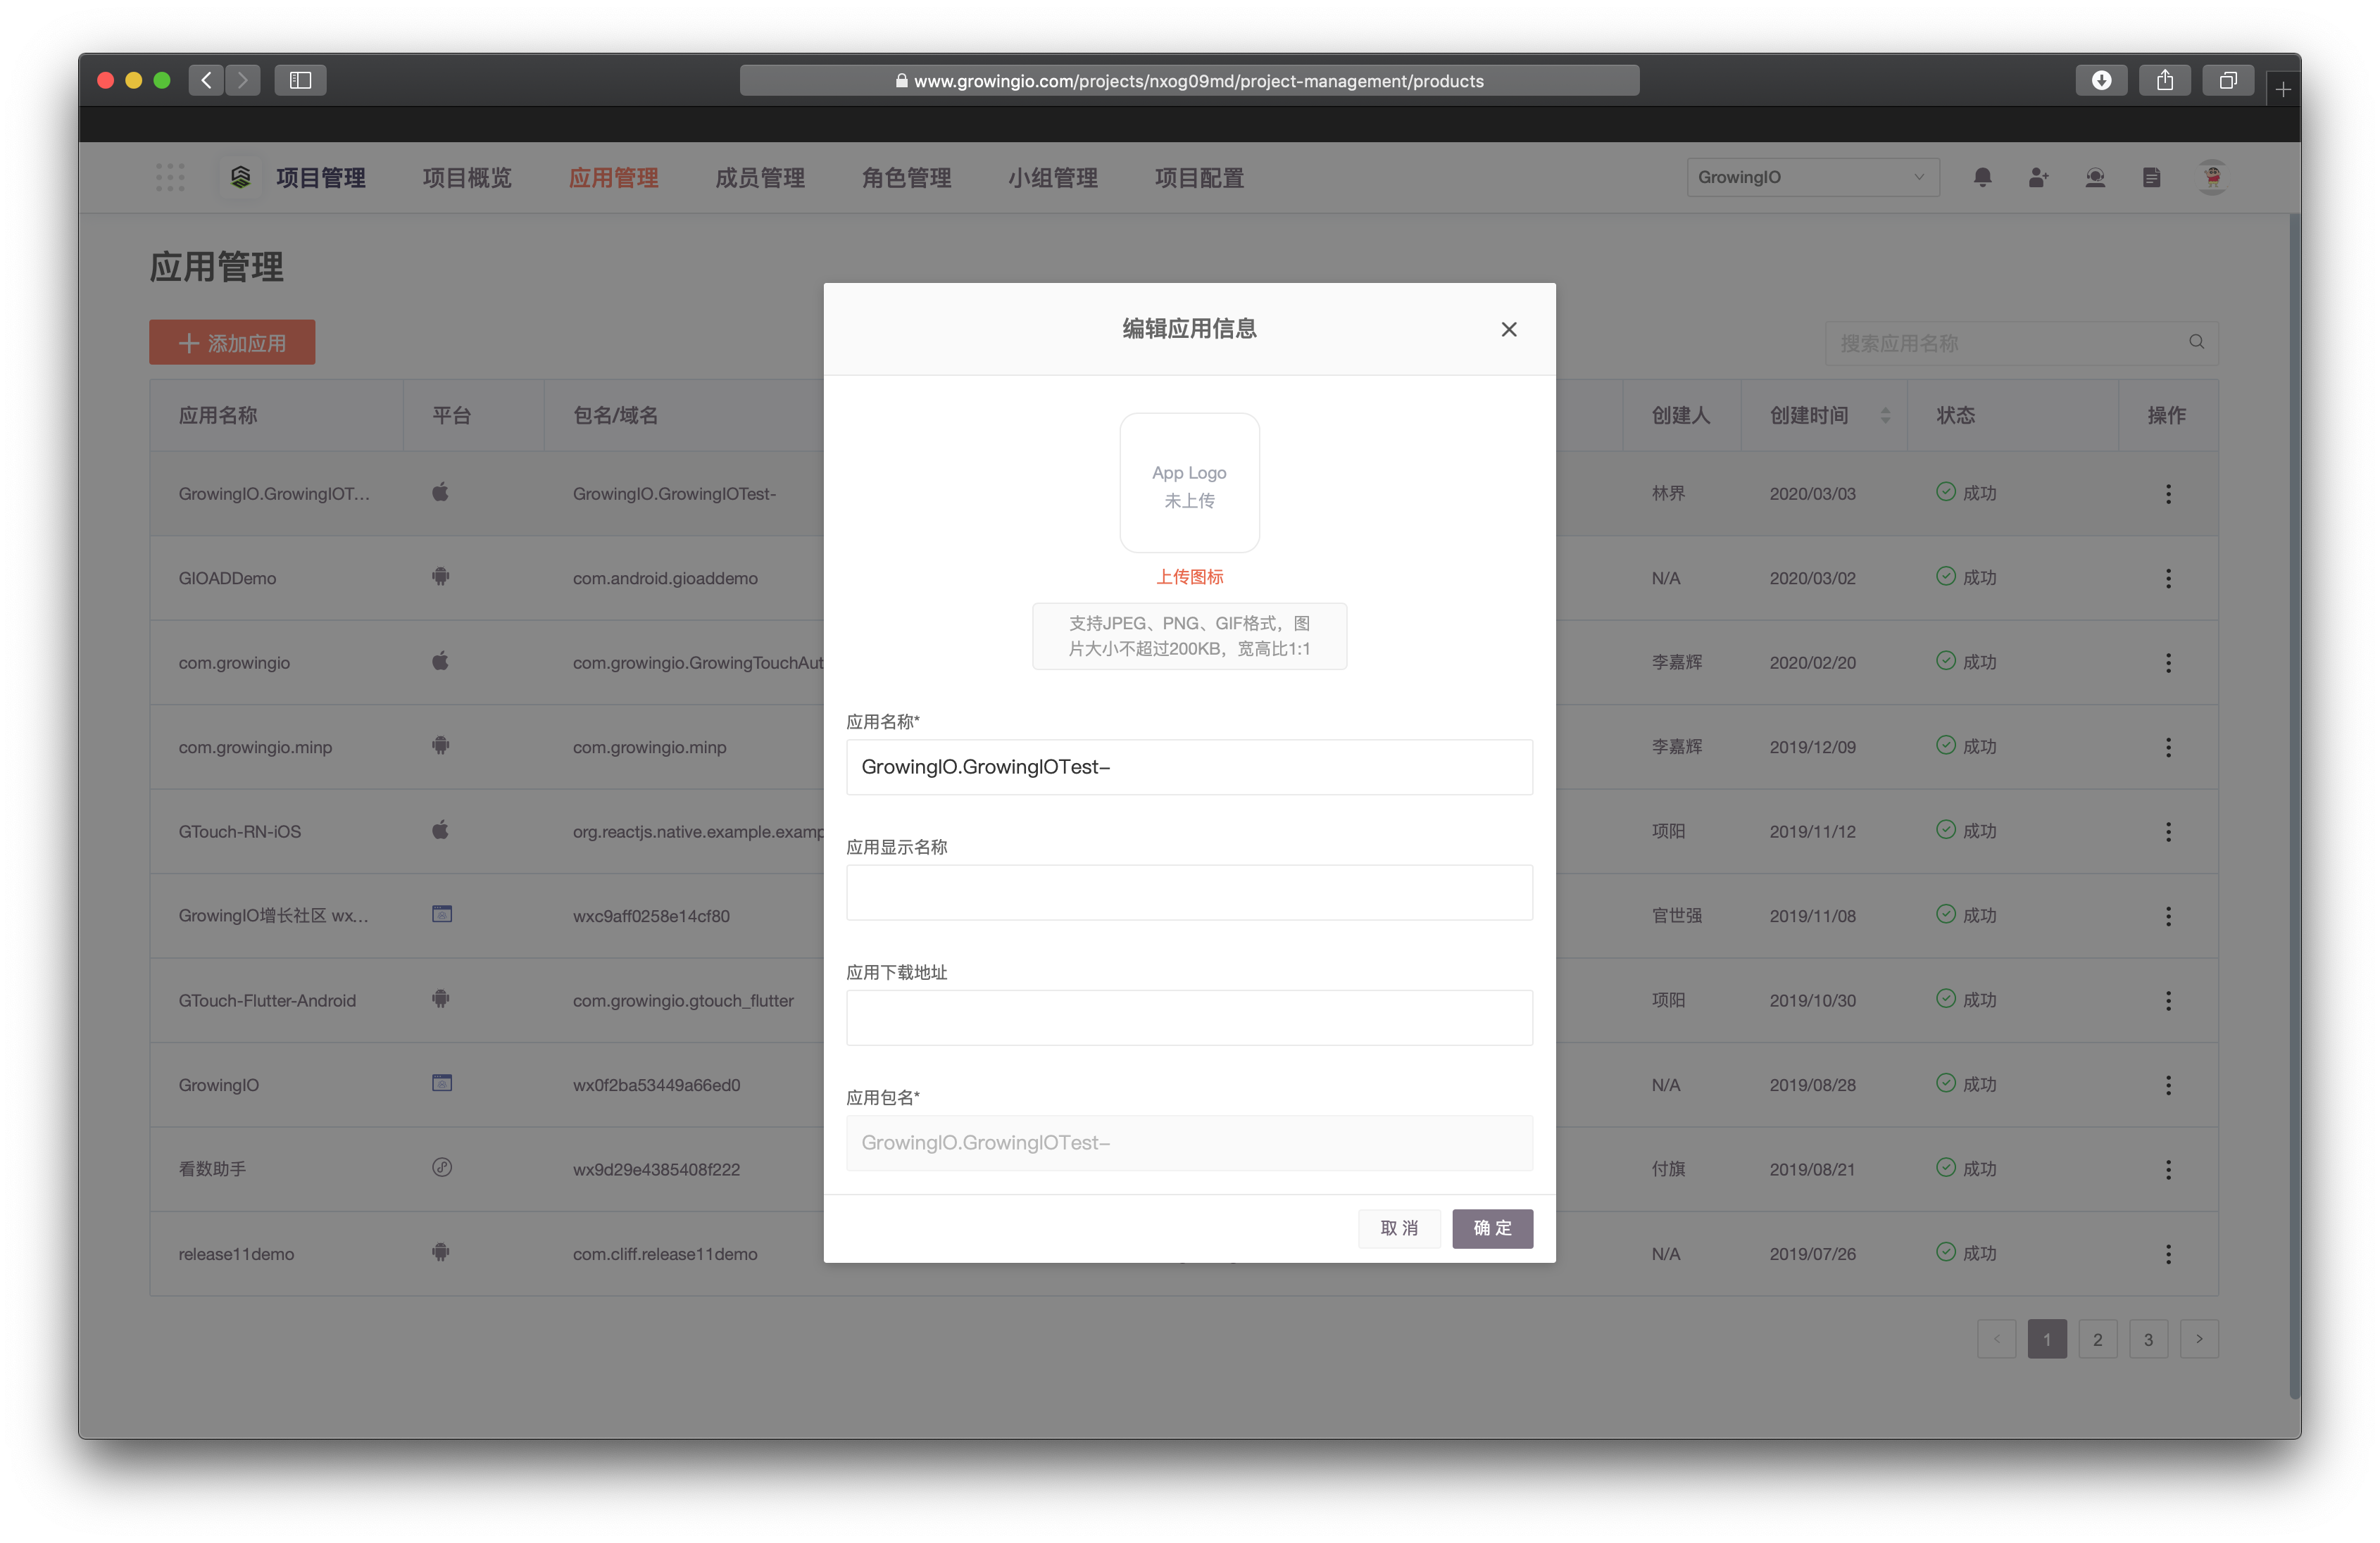 www.growingio.com/projects/nxog09md/project-management/products
项目管理 项目概览 应用管理 成员管理 角色管理 小组管理 项目配置 GrowingIO
应用管理
添加应用
搜索应用名称
应用名称 平台 包名/域名 创建人 创建时间 状态 操作
GrowingIO.GrowingIOT... GrowingIO.GrowingIOTest- 林界 2020/03/03 成功
GIOADDemo com.android.gioaddemo N/A 2020/03/02 成功
com.growingio com.growingio.GrowingTouchAut 李嘉辉 2020/02/20 成功
com.growingio.minp com.growingio.minp 李嘉辉 2019/12/09 成功
GTouch-RN-iOS org.reactjs.native.example.examp 项阳 2019/11/12 成功
GrowingIO增长社区 wx... wxc9aff0258e14cf80 官世强 2019/11/08 成功
GTouch-Flutter-Android com.growingio.gtouch_flutter 项阳 2019/10/30 成功
GrowingIO wx0f2ba53449a66ed0 N/A 2019/08/28 成功
看数助手 wx9d29e4385408f222 付旗 2019/08/21 成功
release11demo com.cliff.release11demo N/A 2019/07/26 成功
1 2 3
编辑应用信息
App Logo
未上传
上传图标
支持JPEG、PNG、GIF格式，图
片大小不超过200KB，宽高比1:1
应用名称*
GrowingIO.GrowingIOTest–
应用显示名称
应用下载地址
应用包名*
GrowingIO.GrowingIOTest–
取 消 确 定